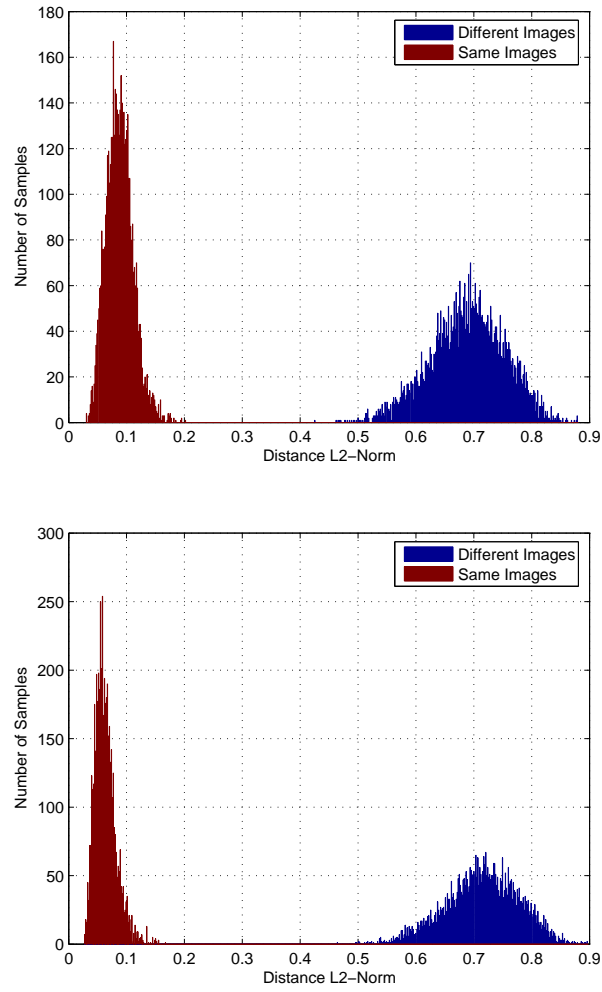 180
160
140
120
100
80
60
40
20
0
Number of Samples
Different Images
Same Images
0 0.1 0.2 0.3 0.4 0.5 0.6 0.7 0.8 0.9
Distance L2−Norm
300
250
200
150
100
50
0
Number of Samples
Different Images
Same Images
0 0.1 0.2 0.3 0.4 0.5 0.6 0.7 0.8 0.9
Distance L2−Norm